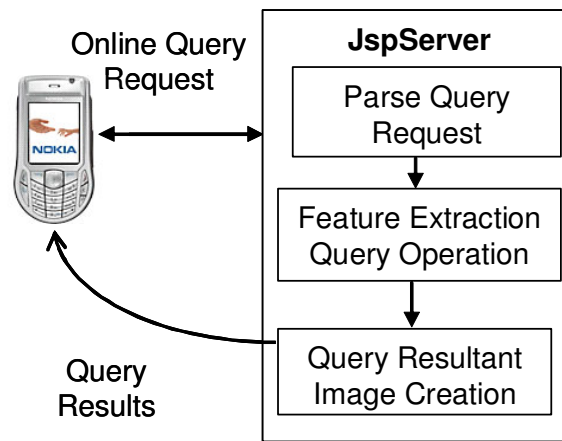 Online Query
Request
JspServer
Parse Query
Request
NOKIA
Feature Extraction
Query Operation
Query Resultant
Image Creation
Query
Results